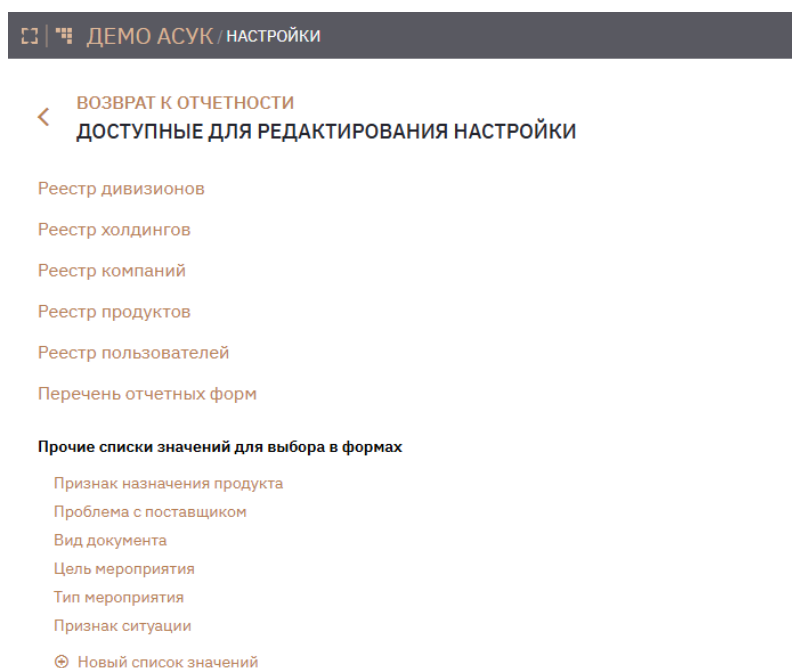 ДЕМО АСУК / НАСТРОЙКИ
ВОЗВРАТ К ОТЧЕТНОСТИ
ДОСТУПНЫЕ ДЛЯ РЕДАКТИРОВАНИЯ НАСТРОЙКИ
Реестр дивизионов
Реестр холдингов
Реестр компаний
Реестр продуктов
Реестр пользователей
Перечень отчетных форм
Прочие списки значений для выбора в формах
Признак назначения продукта
Проблема с поставщиком
Вид документа
Цель мероприятия
Тип мероприятия
Признак ситуации
Новый список значений